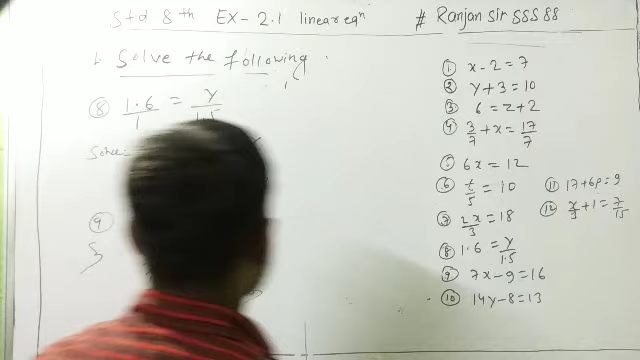 Std 8th EX-2.1 linear eqn # Ranjan sir SSS 88
1. Solve the following
⑧ 1.6/1 = y/1.5
Solve:
⑨
① x-2=7
② y+3=10
③ 6=z+2
④ 3/7+x=17/7
⑤ 6x=12
⑥ t/5=10
⑦ 2x/3=18
⑧ 1.6=y/1.5
⑨ 7x-9=16
⑩ 14y-8=13
⑪ 17+6p=9
⑫ x/3+1=7/15